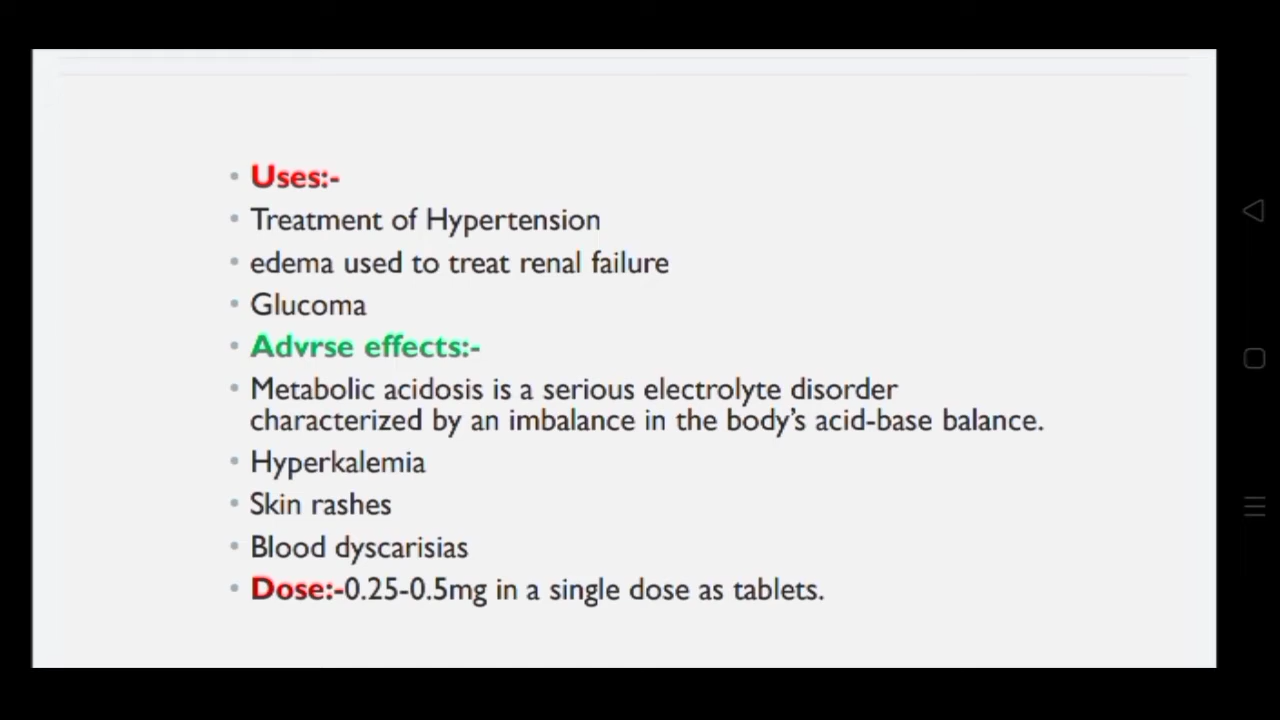 • Uses:-
• Treatment of Hypertension
• edema used to treat renal failure
• Glucoma
• Advrse effects:-
• Metabolic acidosis is a serious electrolyte disorder
characterized by an imbalance in the body's acid-base balance.
• Hyperkalemia
• Skin rashes
• Blood dyscarisias
• Dose:-0.25-0.5mg in a single dose as tablets.